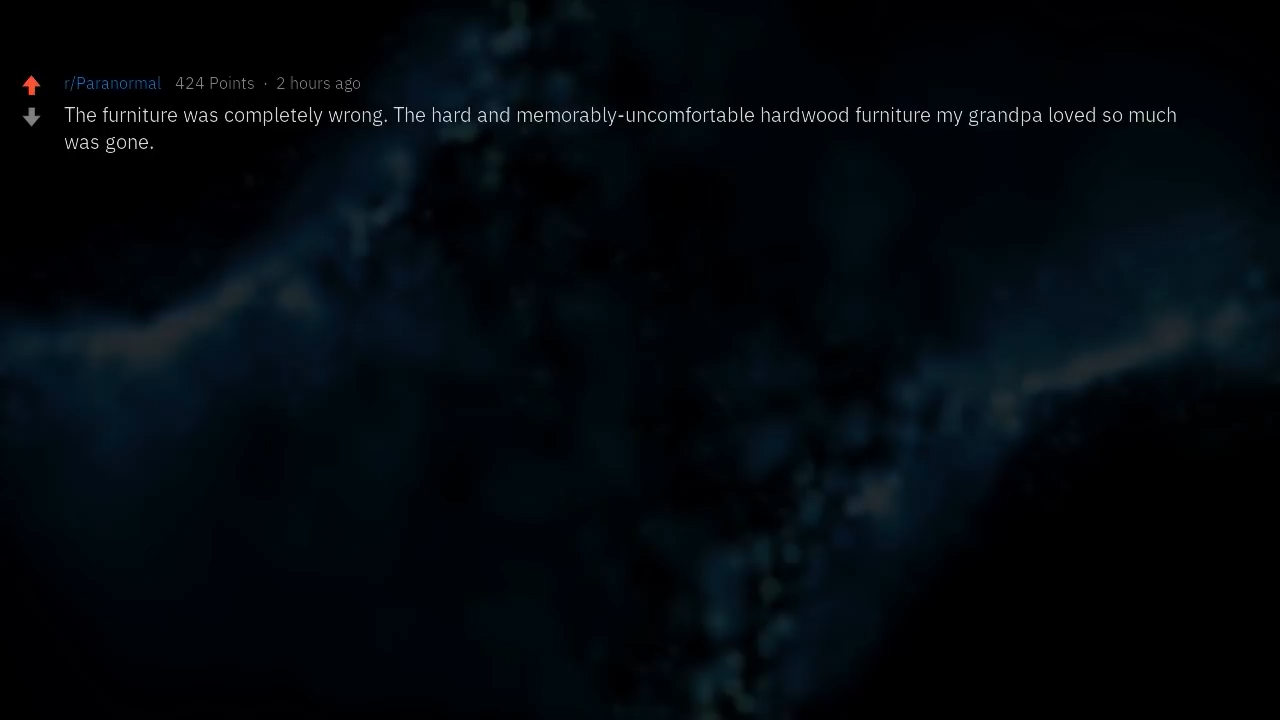 r/Paranormal 424 Points · 2 hours ago
The furniture was completely wrong. The hard and memorably-uncomfortable hardwood furniture my grandpa loved so much
was gone.